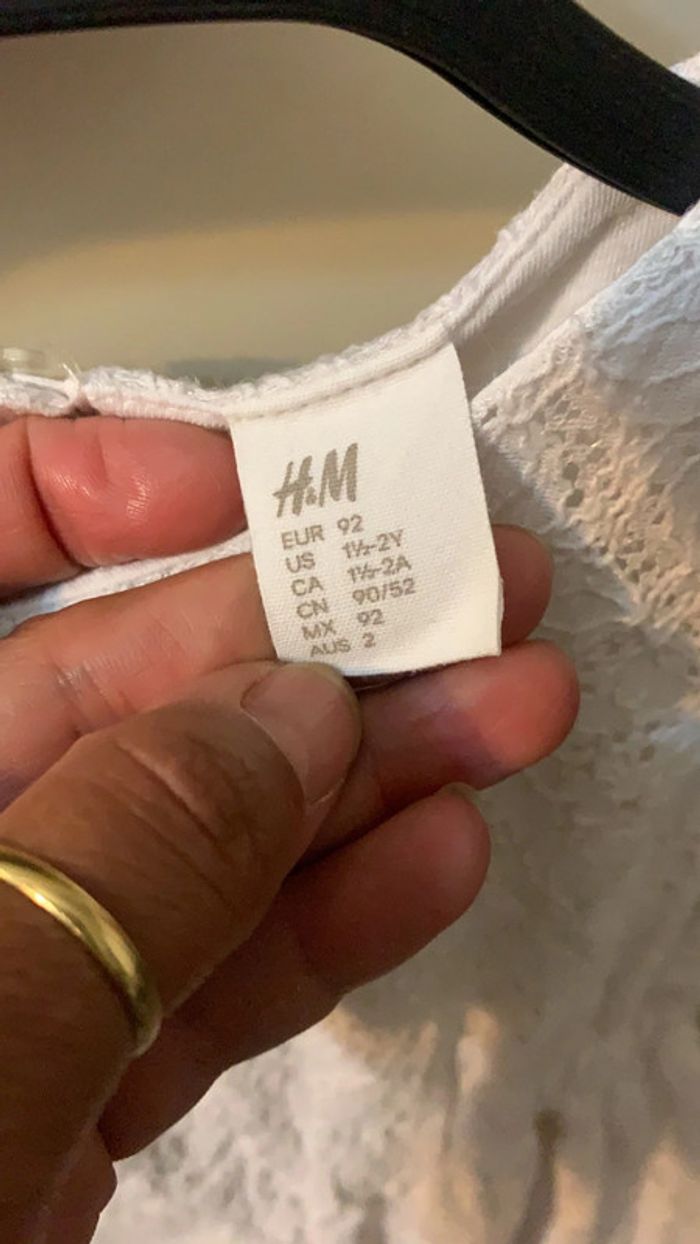 H&M
EUR 92
US 1½-2Y
CA 1½-2A
CN 90/52
MX 92
AUS 2